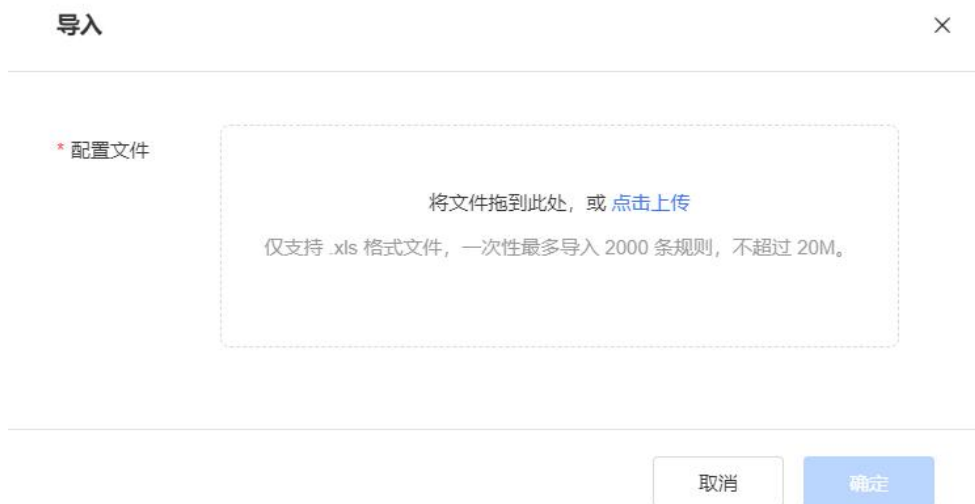 导入
* 配置文件
将文件拖到此处，或 点击上传
仅支持 .xls 格式文件，一次性最多导入 2000 条规则，不超过 20M。
取消 确定